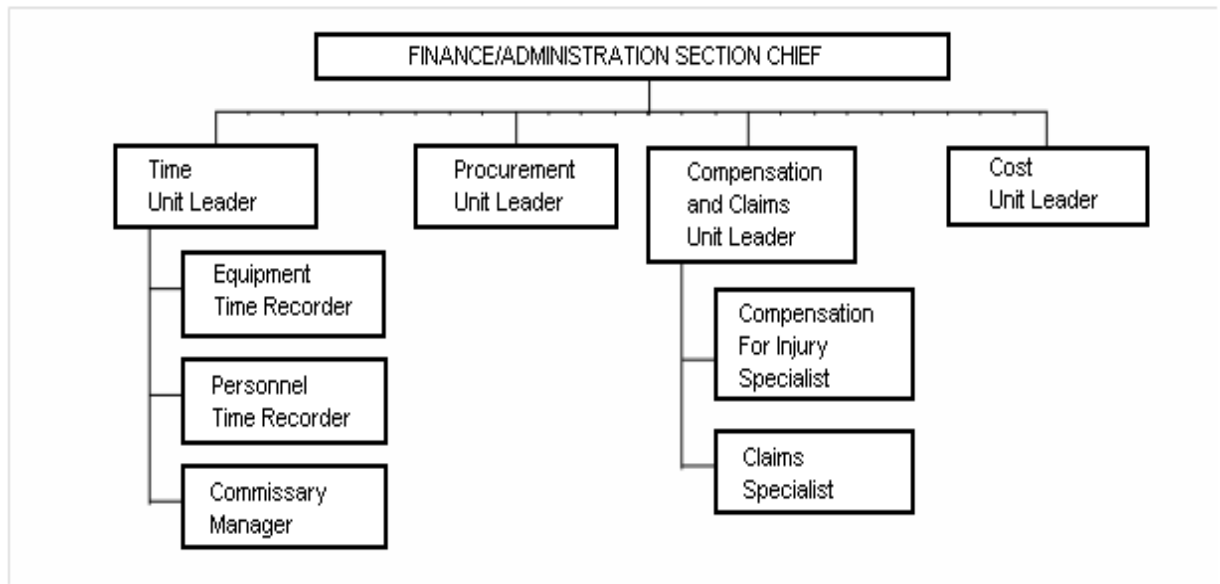 FINANCE/ADMINISTRATION SECTION CHIEF
Time
Unit Leader
Procurement
Unit Leader
Compensation
and Claims
Unit Leader
Cost
Unit Leader
Equipment
Time Recorder
Personnel
Time Recorder
Commissary
Manager
Compensation
For Injury
Specialist
Claims
Specialist